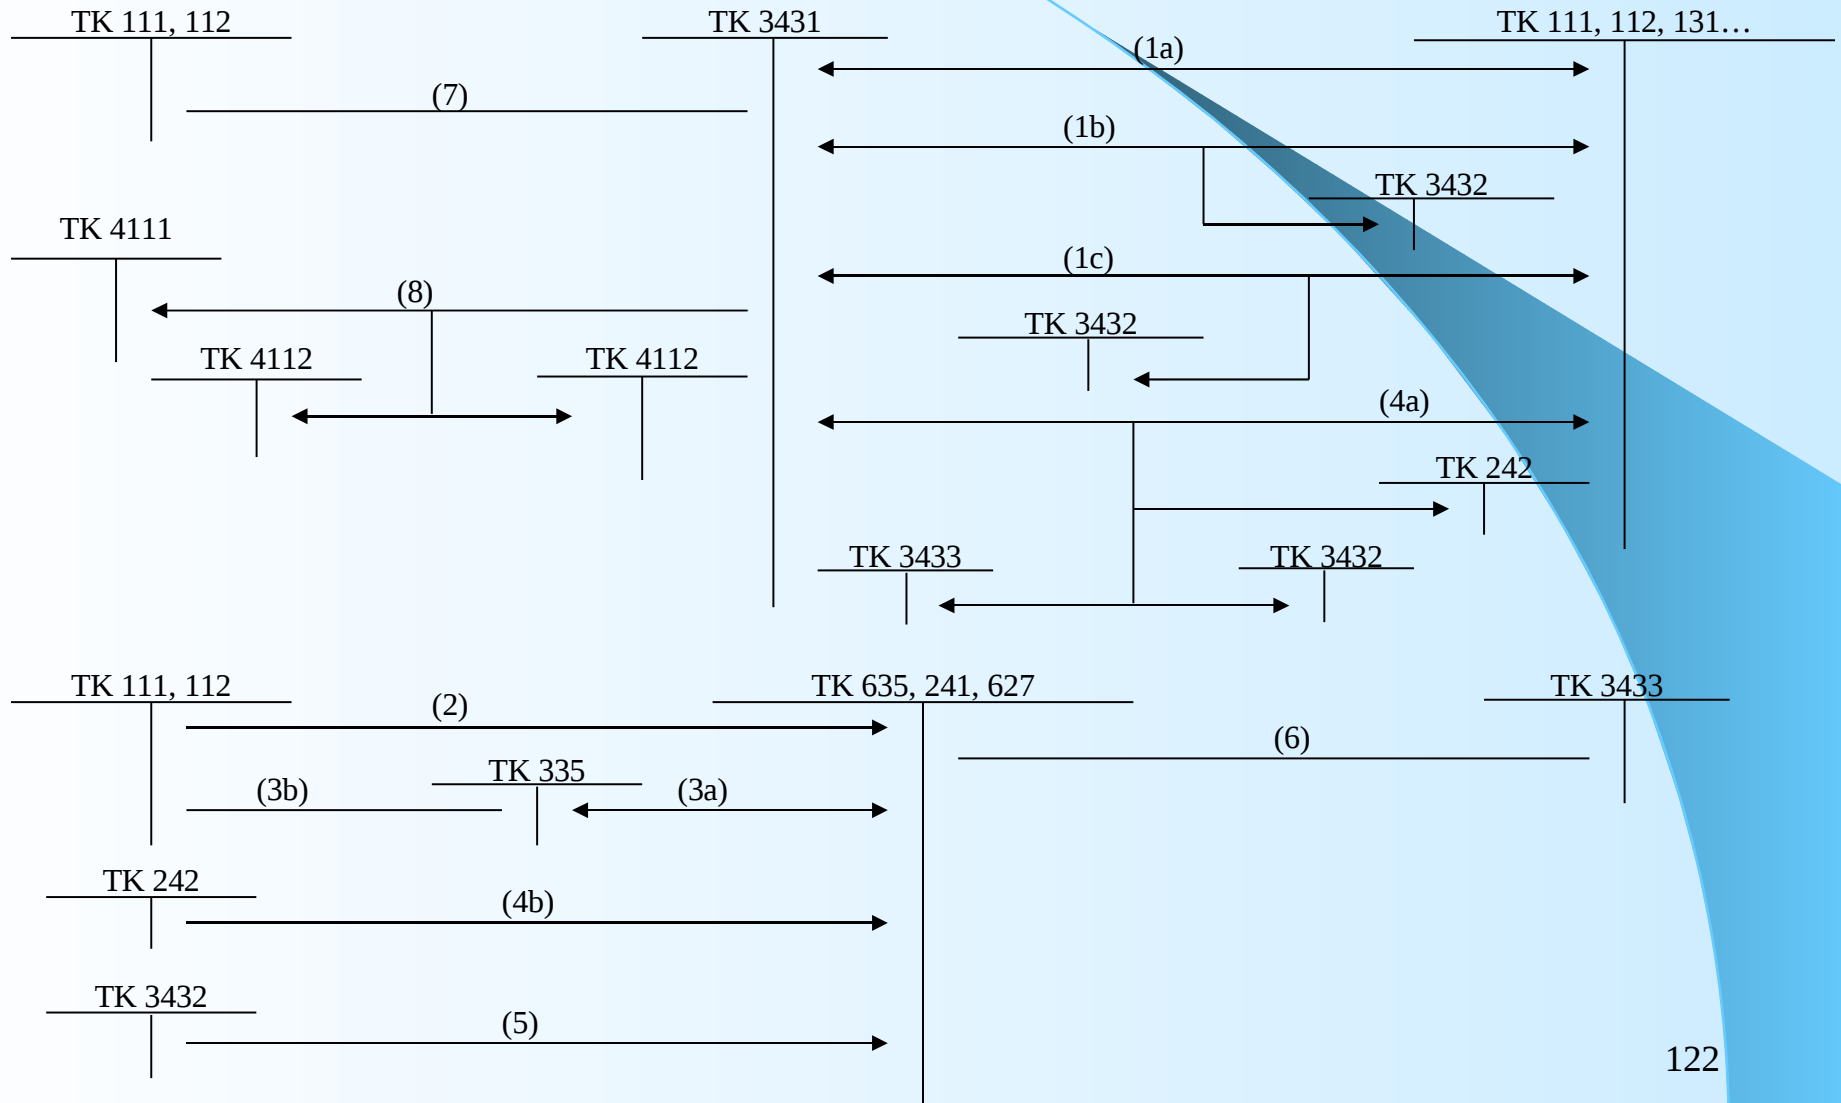 TK 111, 112
TK 3431
TK 111, 112, 131…
(1a)
(7)
(1b)
TK 3432
TK 4111
(1c)
(8)
TK 3432
TK 4112
TK 4112
(4a)
TK 242
TK 3433
TK 3432
TK 111, 112
(2)
TK 635, 241, 627
TK 3433
(6)
TK 335
(3b)
(3a)
TK 242
(4b)
TK 3432
(5)
122